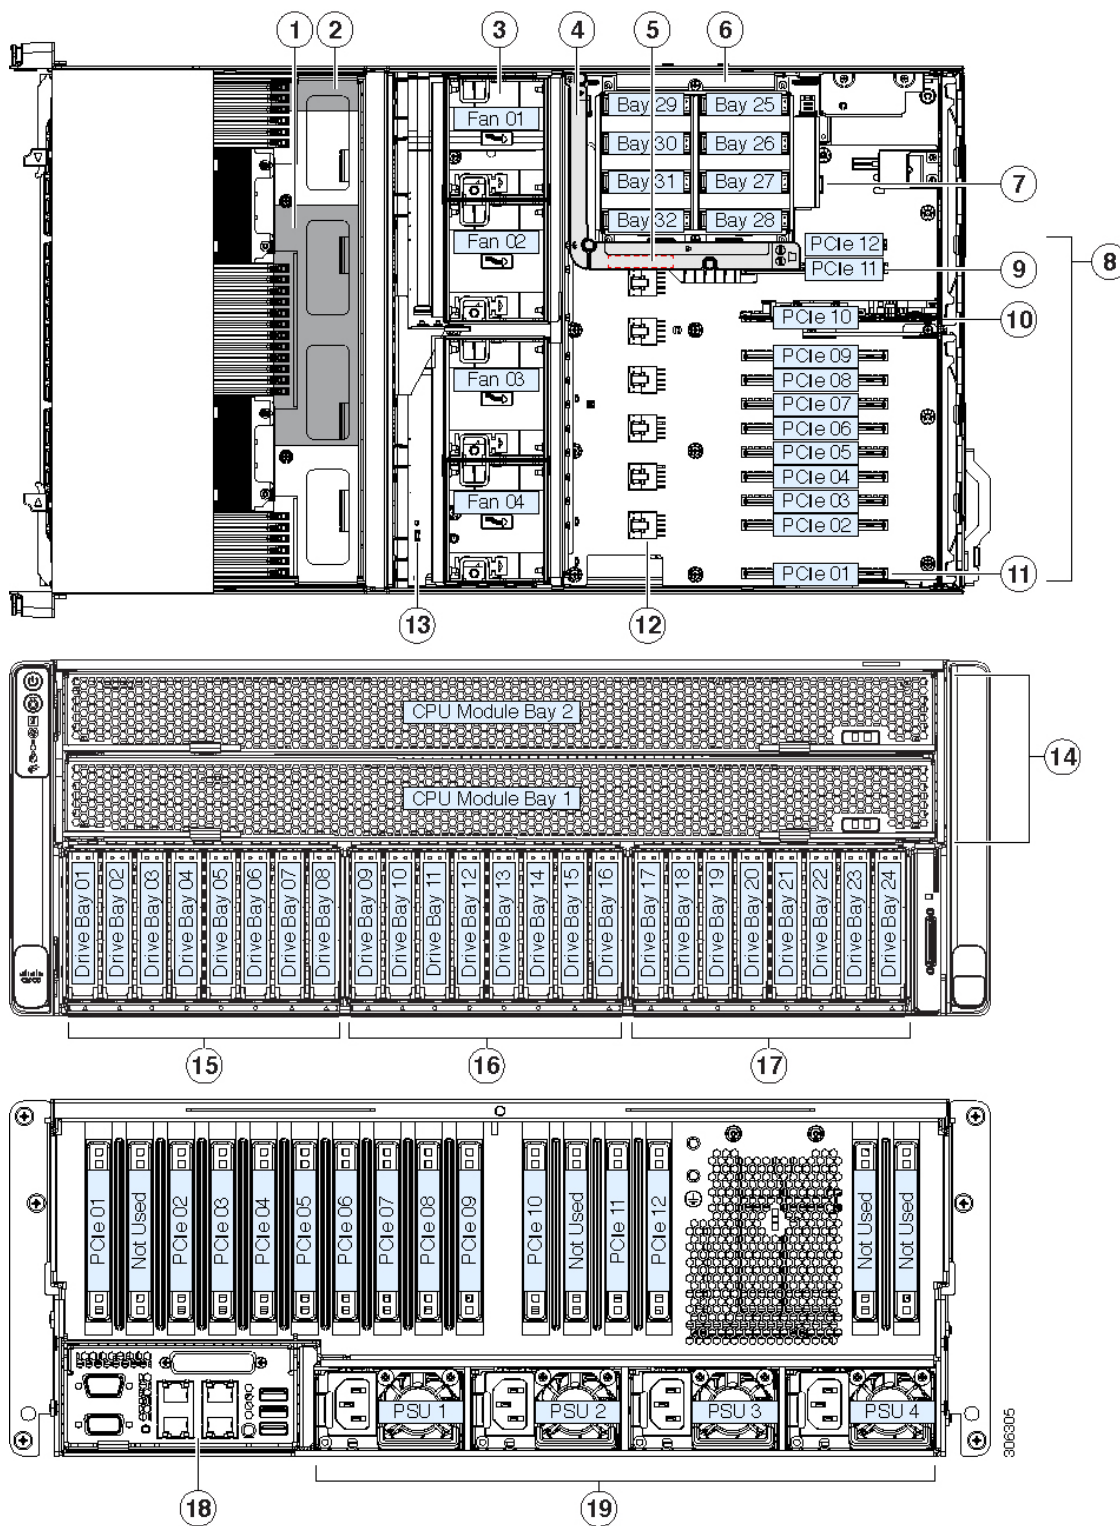 1 2 3 4 5 6
Fan 01
Bay 29 Bay 25
Bay 30 Bay 26
Bay 31 Bay 27
7
Bay 32 Bay 28
Fan 02
PCIe 12
8
PCIe 11
9
PCIe 10
10
PCIe 09
Fan 03
PCIe 08
PCIe 07
PCIe 06
PCIe 05
PCIe 04
Fan 04
PCIe 03
PCIe 02
PCIe 01
11
13 12
CPU Module Bay 2
14
CPU Module Bay 1
Drive Bay 01
Drive Bay 02
Drive Bay 03
Drive Bay 04
Drive Bay 05
Drive Bay 06
Drive Bay 07
Drive Bay 08
Drive Bay 09
Drive Bay 10
Drive Bay 11
Drive Bay 12
Drive Bay 13
Drive Bay 14
Drive Bay 15
Drive Bay 16
Drive Bay 17
Drive Bay 18
Drive Bay 19
Drive Bay 20
Drive Bay 21
Drive Bay 22
Drive Bay 23
Drive Bay 24
CISCO
15 16 17
PCIe 01
Not Used
PCIe 02
PCIe 03
PCIe 04
PCIe 05
PCIe 06
PCIe 07
PCIe 08
PCIe 09
PCIe 10
Not Used
PCIe 11
PCIe 12
Not Used
Not Used
PSU 1 PSU 2 PSU 3 PSU 4
306305
18 19